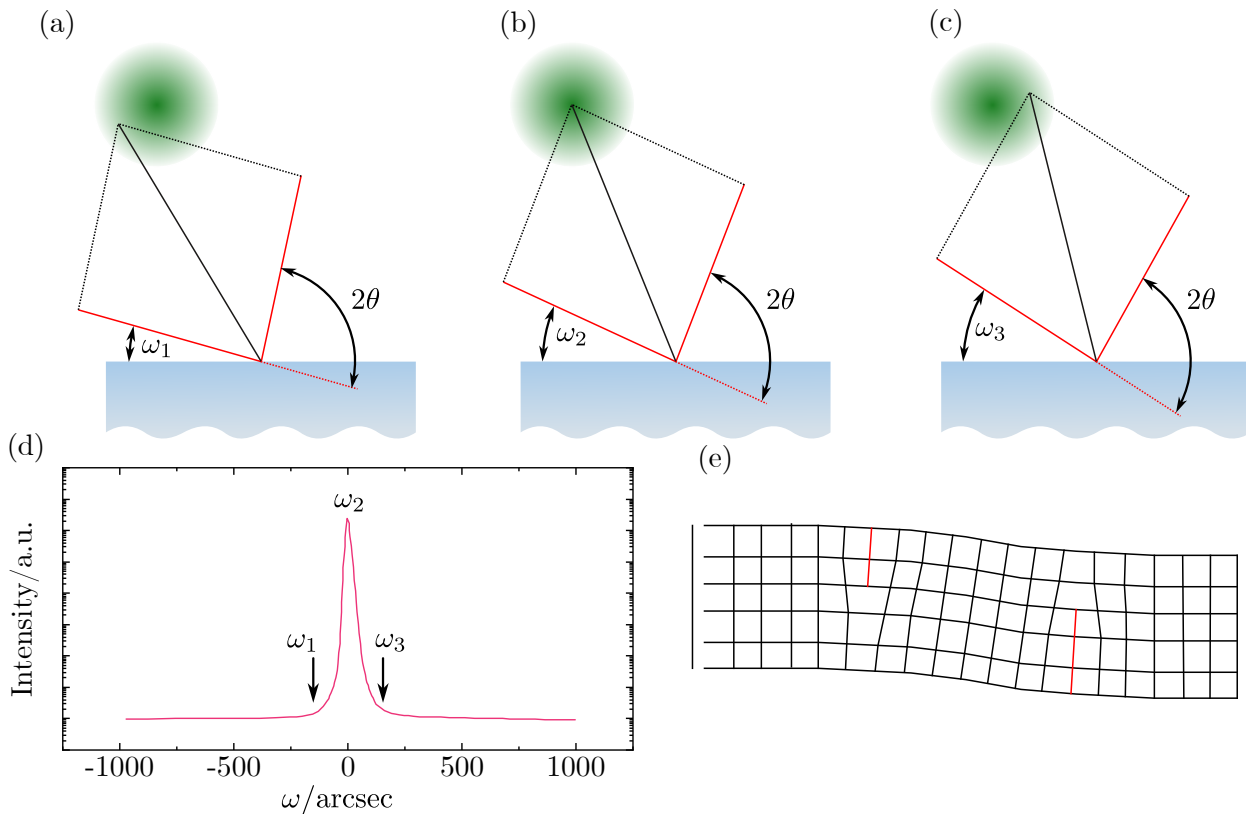 (a)
(b)
(c)
2θ
ω₁
2θ
ω₂
2θ
ω₃
(d)
Intensity/a.u.
ω₂
ω₁
ω₃
-1000
-500
0
500
1000
ω/arcsec
(e)